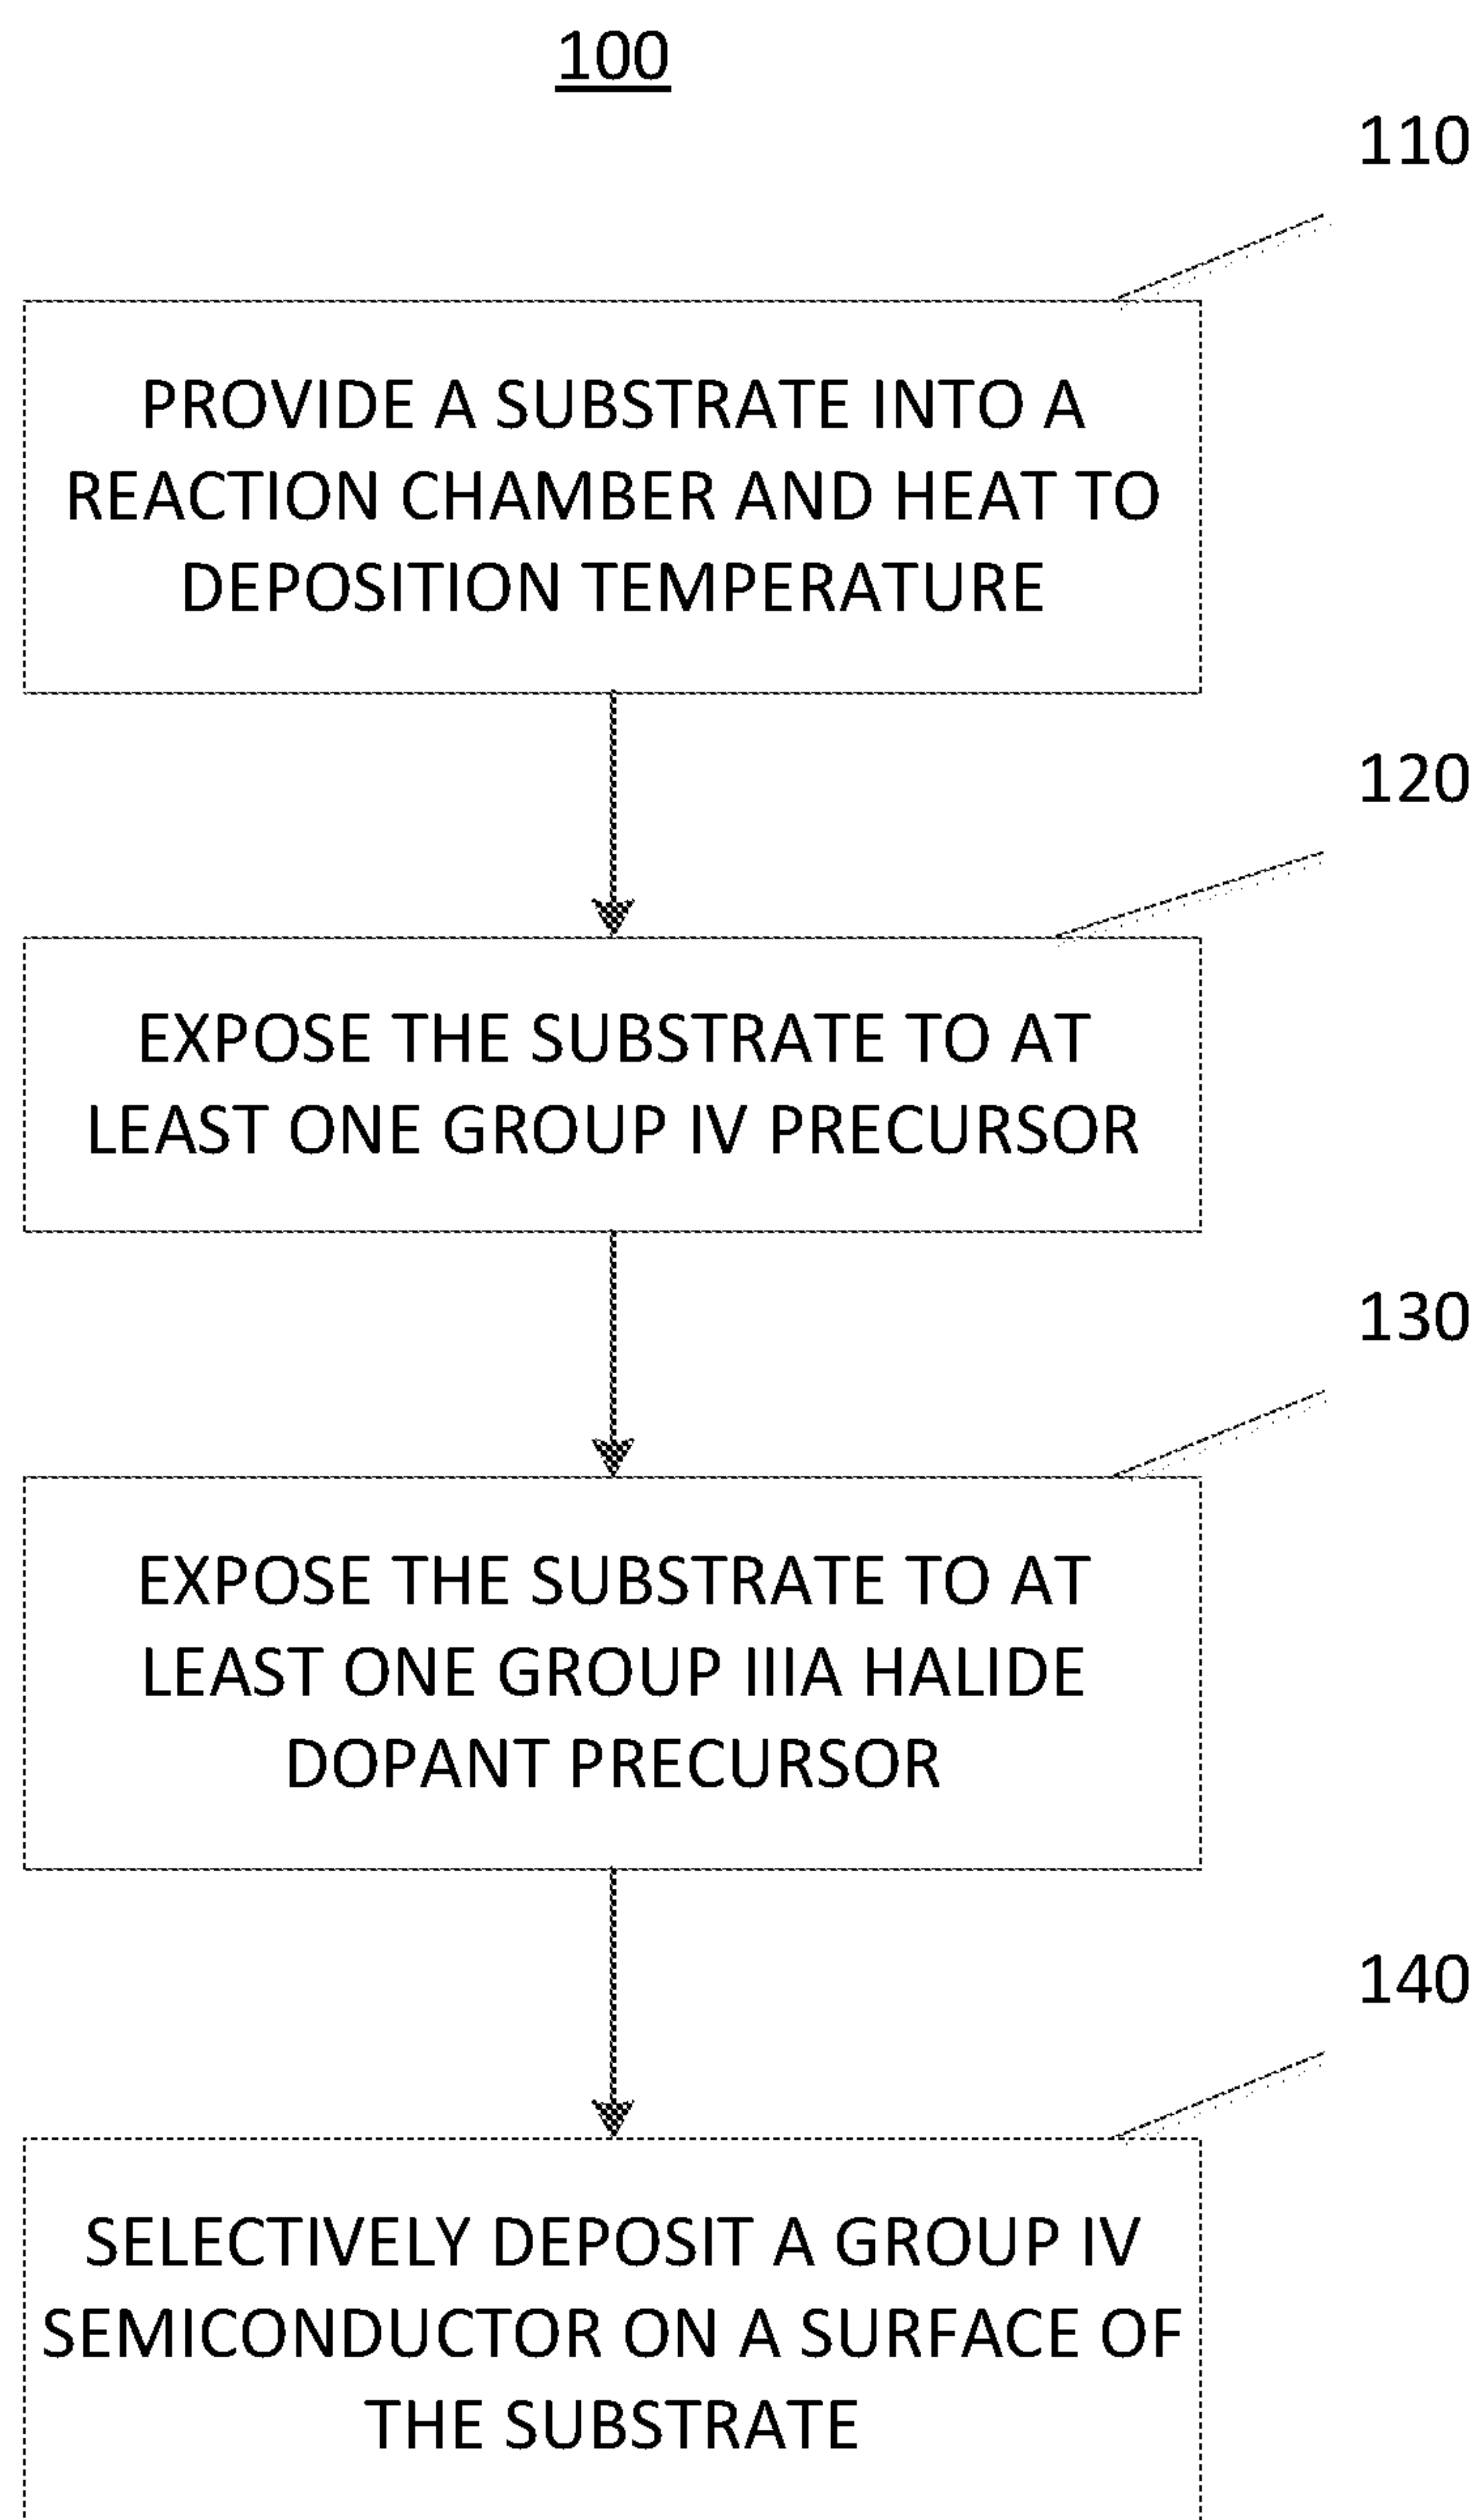 100
110
PROVIDE A SUBSTRATE INTO A
REACTION CHAMBER AND HEAT TO
DEPOSITION TEMPERATURE
120
EXPOSE THE SUBSTRATE TO AT
LEAST ONE GROUP IV PRECURSOR
130
EXPOSE THE SUBSTRATE TO AT
LEAST ONE GROUP IIIA HALIDE
DOPANT PRECURSOR
140
SELECTIVELY DEPOSIT A GROUP IV
SEMICONDUCTOR ON A SURFACE OF
THE SUBSTRATE